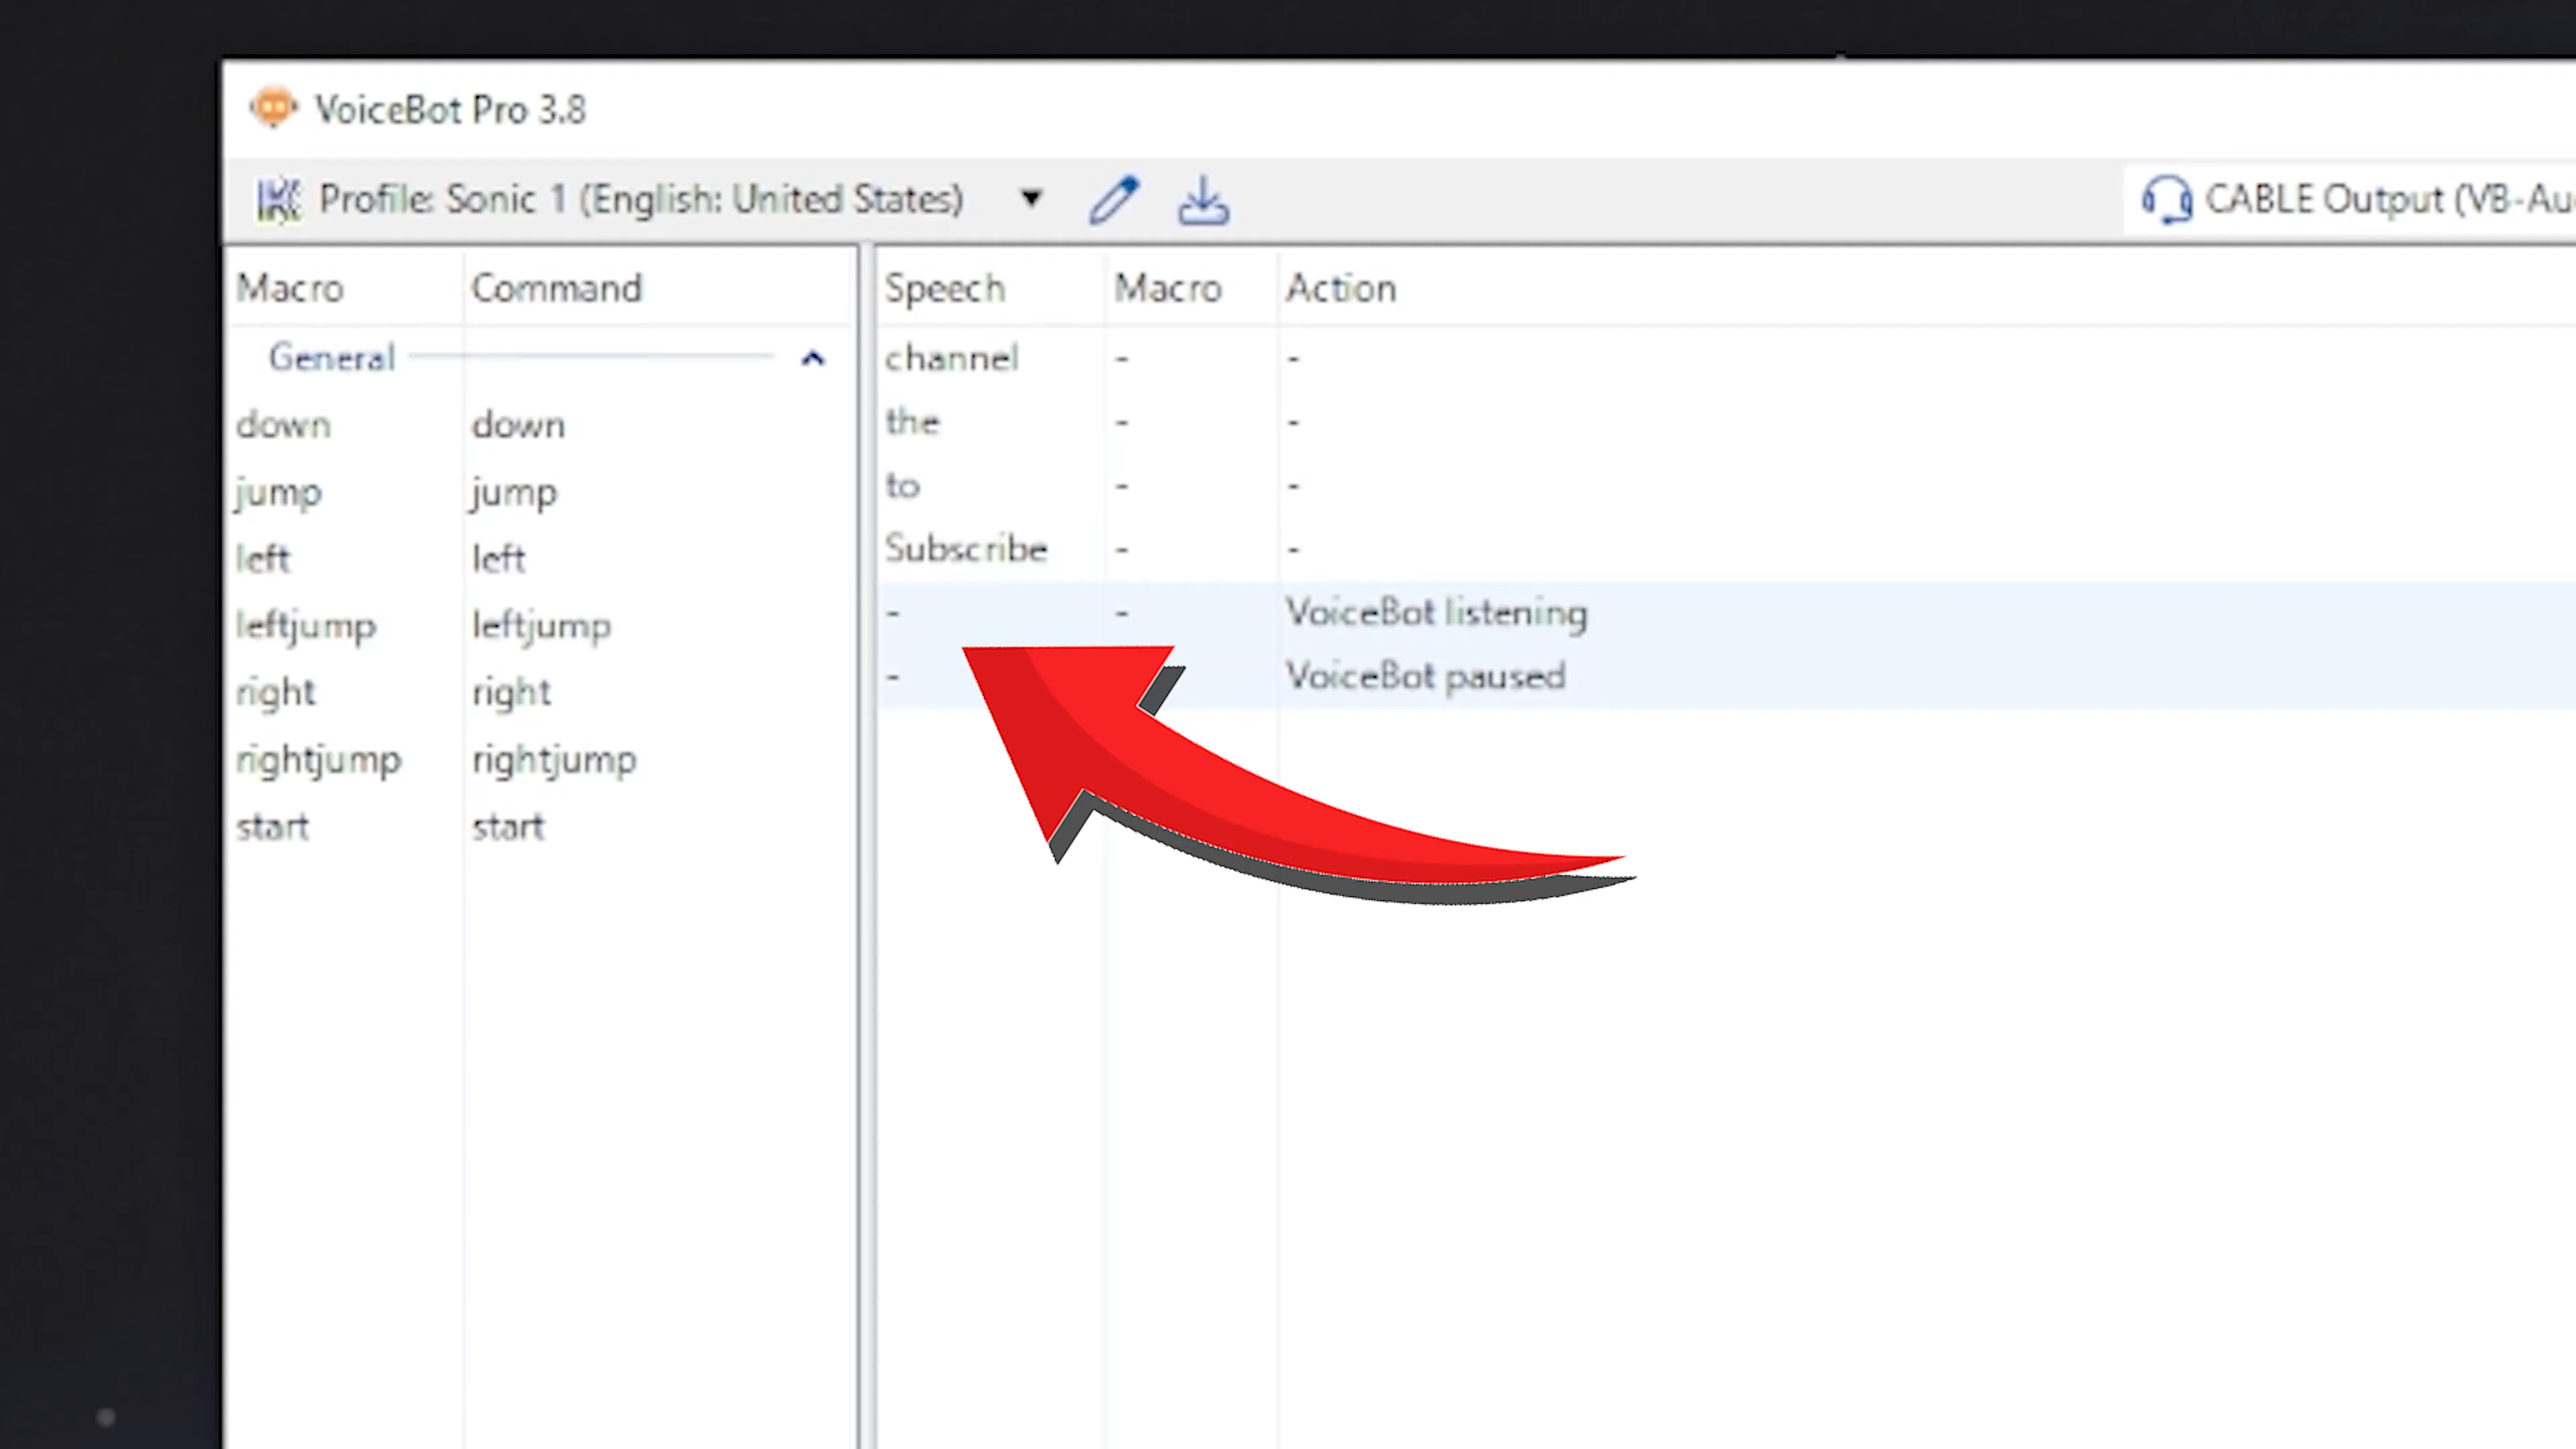 VoiceBot Pro 3.8
Profile: Sonic 1 (English: United States)
CABLE Output (VB-Au
Macro Command
General
down down
jump jump
left left
leftjump leftjump
right right
rightjump rightjump
start start
Speech Macro Action
channel - -
the - -
to - -
Subscribe - -
- - VoiceBot listening
- VoiceBot paused